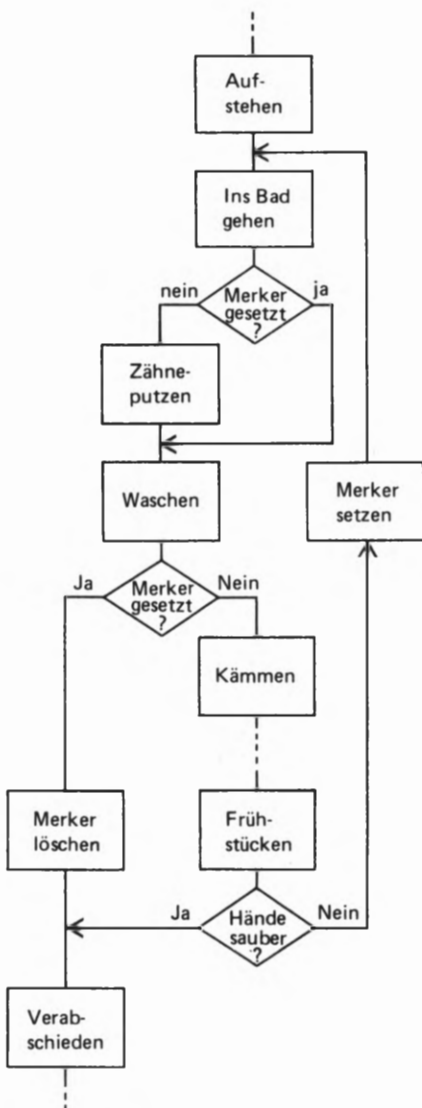 Auf-
stehen
Ins Bad
gehen
nein
Merker
gesetzt
?
ja
Zähne-
putzen
Waschen
Merker
setzen
Ja
Merker
gesetzt
?
Nein
Kämmen
Merker
löschen
Früh-
stücken
Ja
Hände
sauber
?
Nein
Verab-
schieden